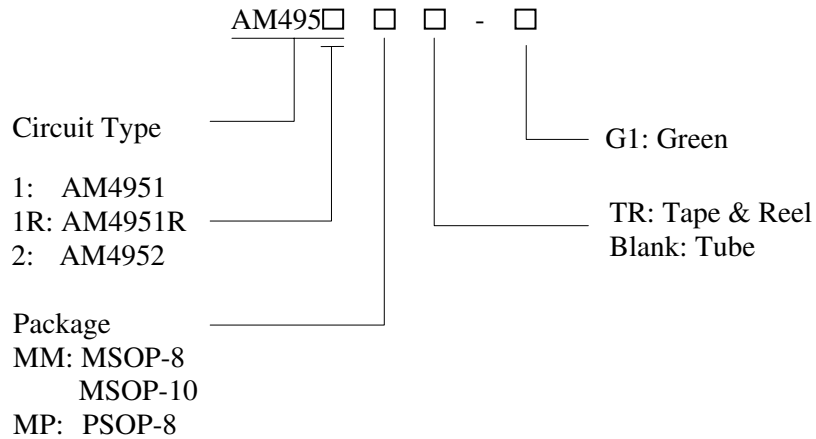 AM495□ □ □ - □
Circuit Type
1: AM4951
1R: AM4951R
2: AM4952
Package
MM: MSOP-8
MSOP-10
MP: PSOP-8
G1: Green
TR: Tape & Reel
Blank: Tube